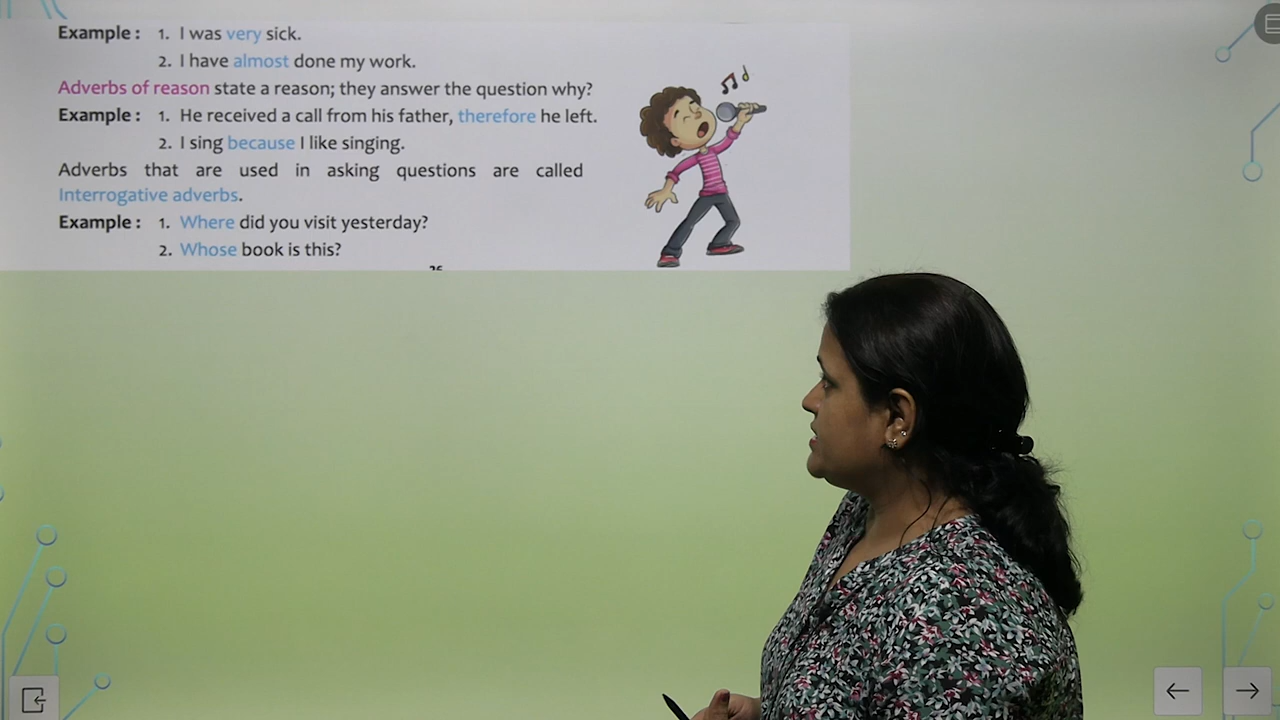 Example : 1. I was very sick.
2. I have almost done my work.
Adverbs of reason state a reason; they answer the question why?
Example : 1. He received a call from his father, therefore he left.
2. I sing because I like singing.
Adverbs that are used in asking questions are called
Interrogative adverbs.
Example : 1. Where did you visit yesterday?
2. Whose book is this?